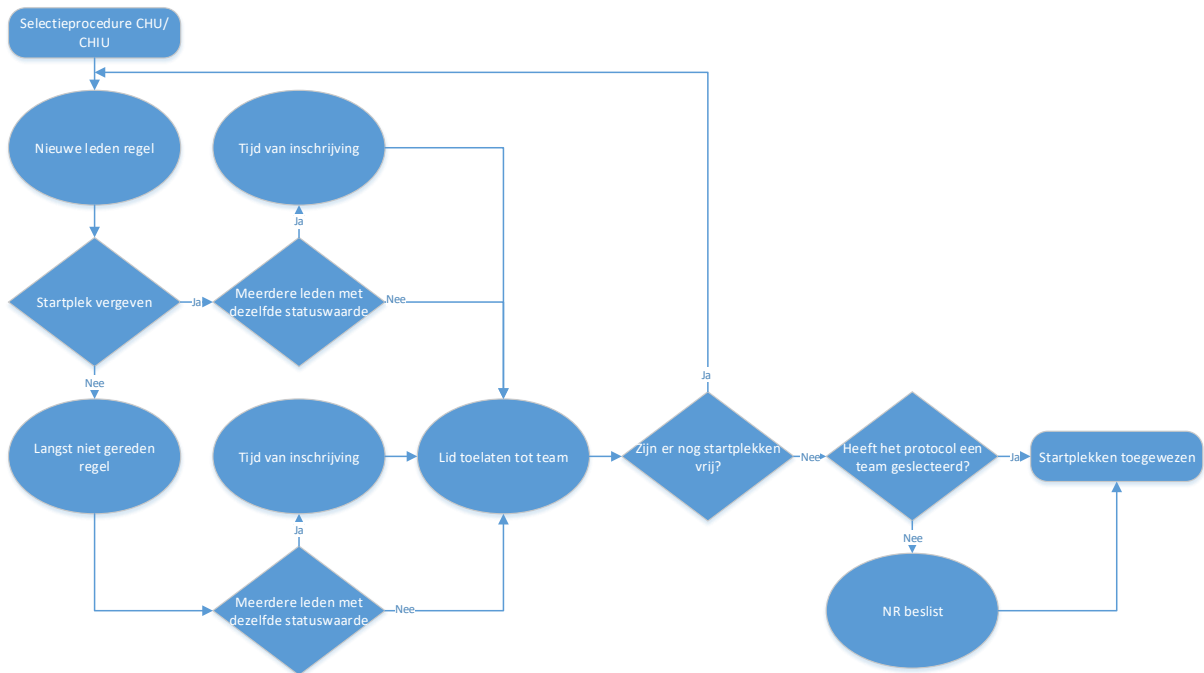 Selectieprocedure CHU/
CHIU
Nieuwe leden regel
Tijd van inschrijving
Ja
Startplek vergeven
Ja
Meerdere leden met
dezelfde statuswaarde
Nee
Nee
Ja
Langst niet gereden
regel
Tijd van inschrijving
Lid toelaten tot team
Zijn er nog startplekken
vrij?
Nee
Heeft het protocol een
team geslecteerd?
Ja
Startplekken toegewezen
Ja
Nee
Meerdere leden met
dezelfde statuswaarde
Nee
NR beslist